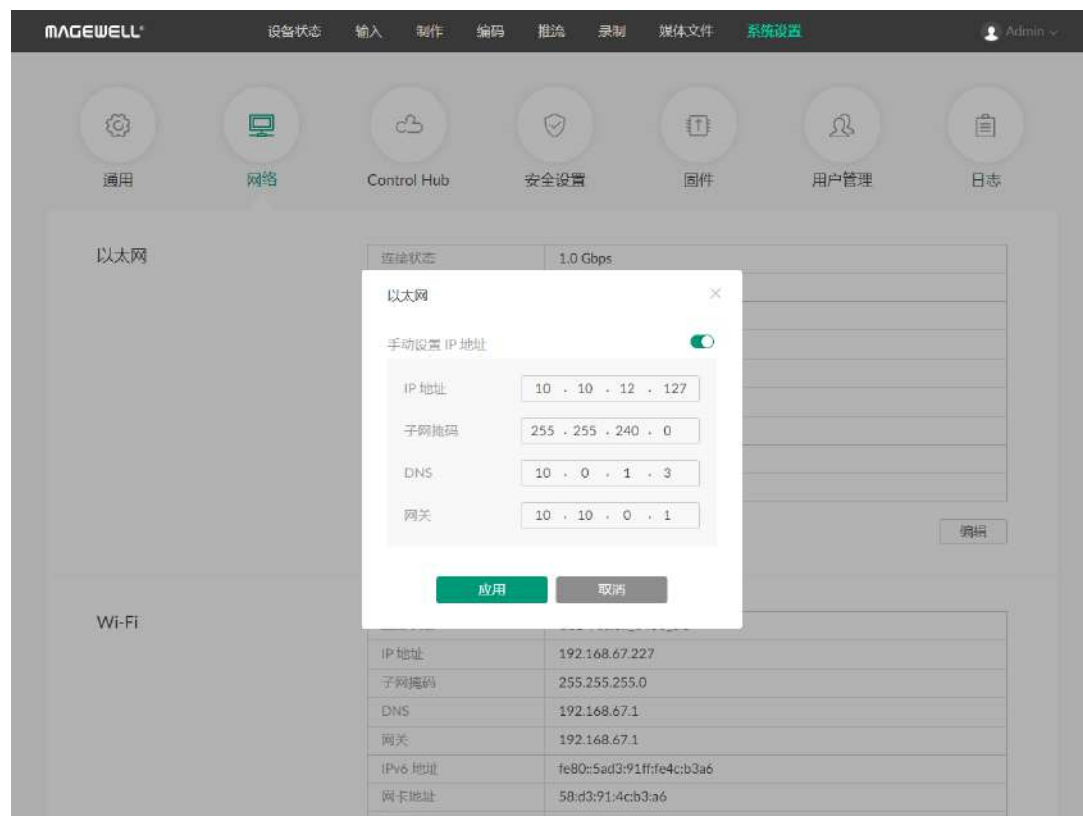 MAGEWELL
设备状态 输入 制作 编码 推流 录制 媒体文件 系统设置 Admin
通用 网络 Control Hub 安全设置 固件 用户管理 日志
以太网
连接状态 1.0 Gbps
以太网
手动设置 IP 地址
IP 地址 10 . 10 . 12 . 127
子网掩码 255 . 255 . 240 . 0
DNS 10 . 0 . 1 . 3
网关 10 . 10 . 0 . 1
编辑
应用 取消
Wi-Fi
IP 地址 192.168.67.227
子网掩码 255.255.255.0
DNS 192.168.67.1
网关 192.168.67.1
IPv6 地址 fe80::5ad3:91ff:fe4c:b3a6
网卡地址 58:d3:91:4c:b3:a6